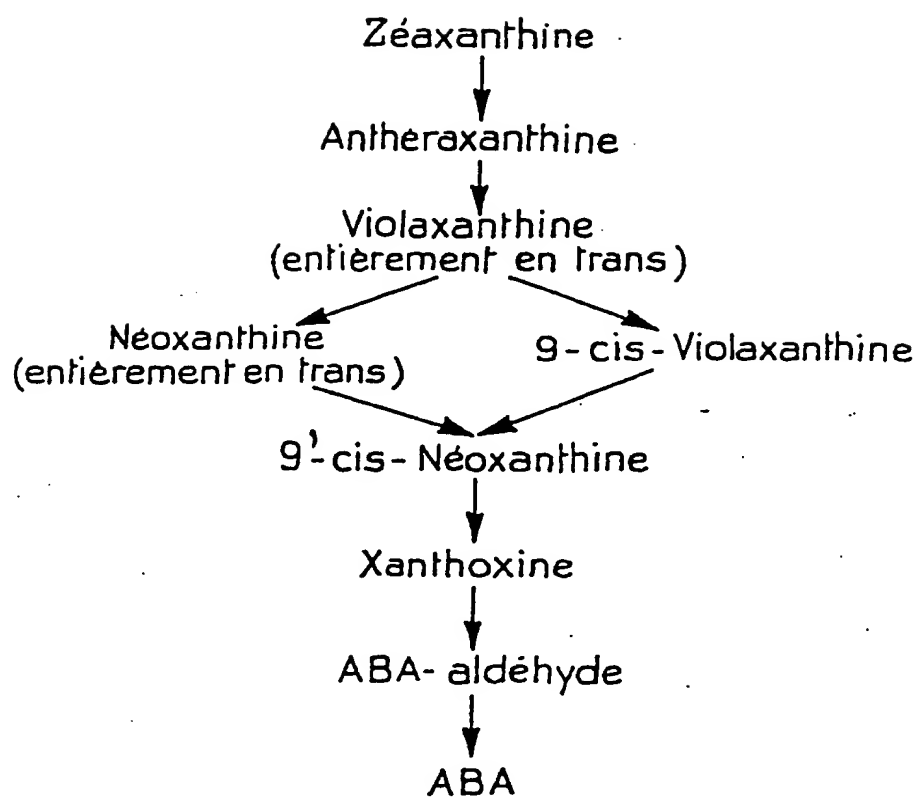 Zéaxanthine
Anthéraxanthine
Violaxanthine
(entièrement en trans)
Néoxanthine
(entièrement en trans)
9-cis-Violaxanthine
9'-cis-Néoxanthine
Xanthoxine
ABA-aldéhyde
ABA